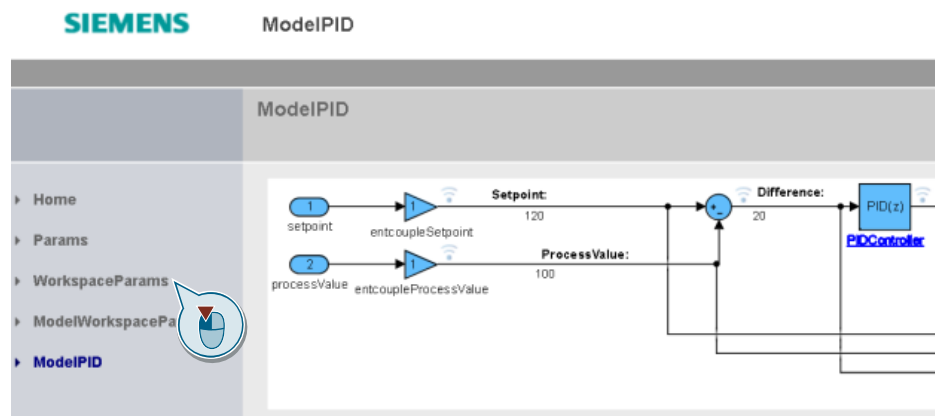 SIEMENS
ModelPID
ModelPID
Home
Params
WorkspaceParams
ModelWorkspacePa
ModelPID
1
setpoint
1
entcoupleSetpoint
Setpoint:
120
Difference:
20
PID(z)
PIDController
2
processValue
1
entcoupleProcessValue
ProcessValue:
100